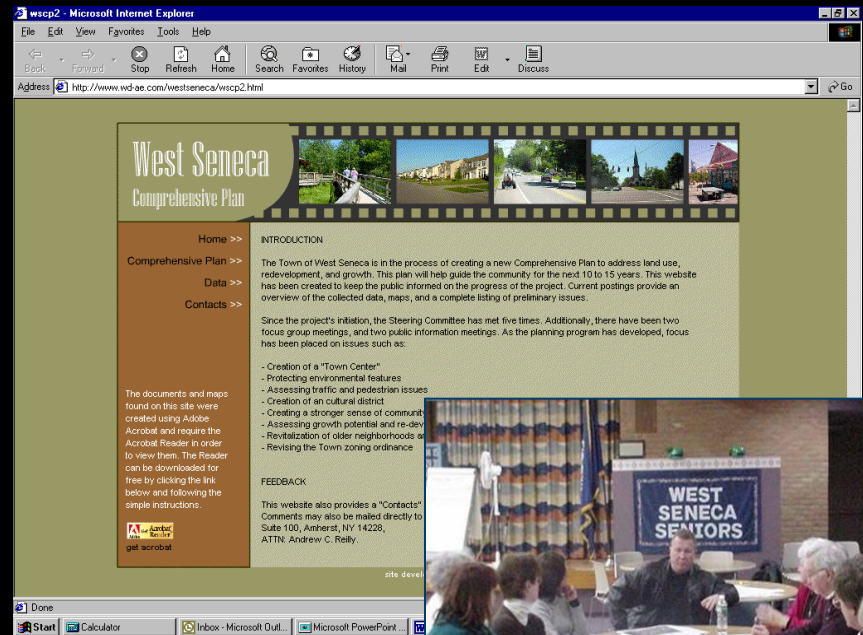 wscp2 - Microsoft Internet Explorer
File Edit View Favorites Tools Help
Back Forward Stop Refresh Home Search Favorites History Mail Print Edit Discuss
Address http://www.wd-ae.com/westseneca/wscp2.html Go
West Seneca
Comprehensive Plan
Home >>
Comprehensive Plan >>
Data >>
Contacts >>
The documents and maps
found on this site were
created using Adobe
Acrobat and require the
Acrobat Reader in order
to view them. The Reader
can be downloaded for
free by clicking the link
below and following the
simple instructions.
Get Acrobat
Adobe Reader
get acrobat
INTRODUCTION
The Town of West Seneca is in the process of creating a new Comprehensive Plan to address land use,
redevelopment, and growth. This plan will help guide the community for the next 10 to 15 years. This website
has been created to keep the public informed on the progress of the project. Current postings provide an
overview of the collected data, maps, and a complete listing of preliminary issues.
Since the project's initiation, the Steering Committee has met five times. Additionally, there have been two
focus group meetings, and two public information meetings. As the planning program has developed, focus
has been placed on issues such as:
- Creation of a "Town Center"
- Protecting environmental features
- Assessing traffic and pedestrian issues
- Creation of an cultural district
- Creating a stronger sense of community
- Assessing growth potential and re-dev
- Revitalization of older neighborhoods a
- Revising the Town zoning ordinance
FEEDBACK
This website also provides a "Contacts"
Comments may also be mailed directly to
Suite 100, Amherst, NY 14228,
ATTN: Andrew C. Reilly.
site devel
WEST
SENECA
SENIORS
Done
Start Calculator Inbox - Microsoft Outl... Microsoft PowerPoint ...